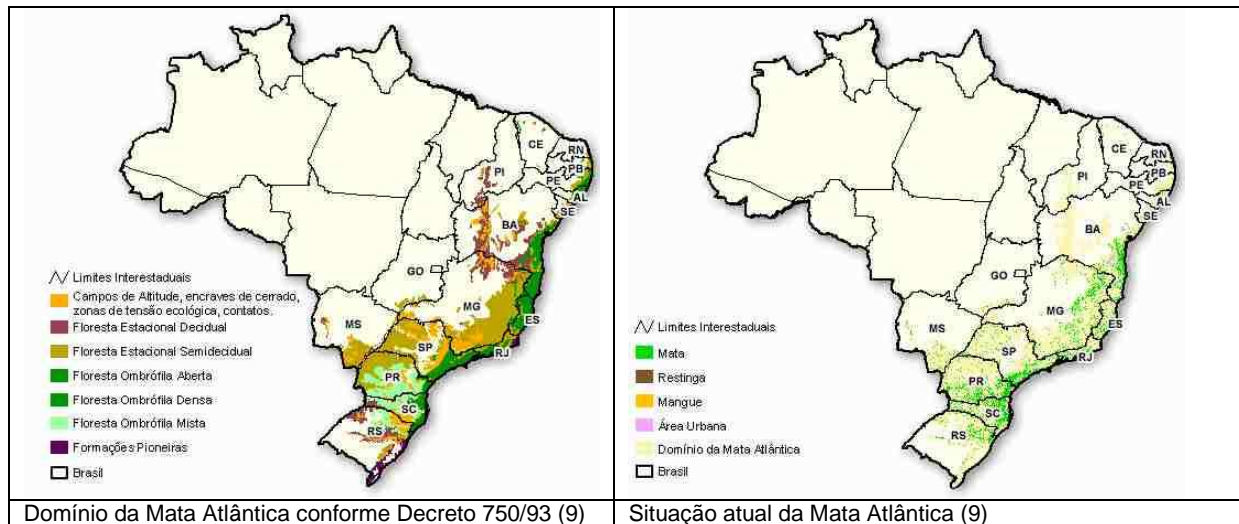 CE
RN
PB
PE
AL
SE
PI
BA
GO
MG
ES
MS
SP
RJ
PR
SC
RS
Limites Interestaduais
Campos de Altitude, encraves de cerrado,
zonas de tensão ecológica, contatos.
Floresta Estacional Decidual
Floresta Estacional Semidecidual
Floresta Ombrófila Aberta
Floresta Ombrófila Densa
Floresta Ombrófila Mista
Formações Pioneiras
Brasil
Domínio da Mata Atlântica conforme Decreto 750/93 (9)
CE
RN
PB
PE
AL
SE
PI
BA
GO
MG
ES
MS
SP
RJ
PR
SC
RS
Limites Interestaduais
Mata
Restinga
Mangue
Área Urbana
Domínio da Mata Atlântica
Brasil
Situação atual da Mata Atlântica (9)